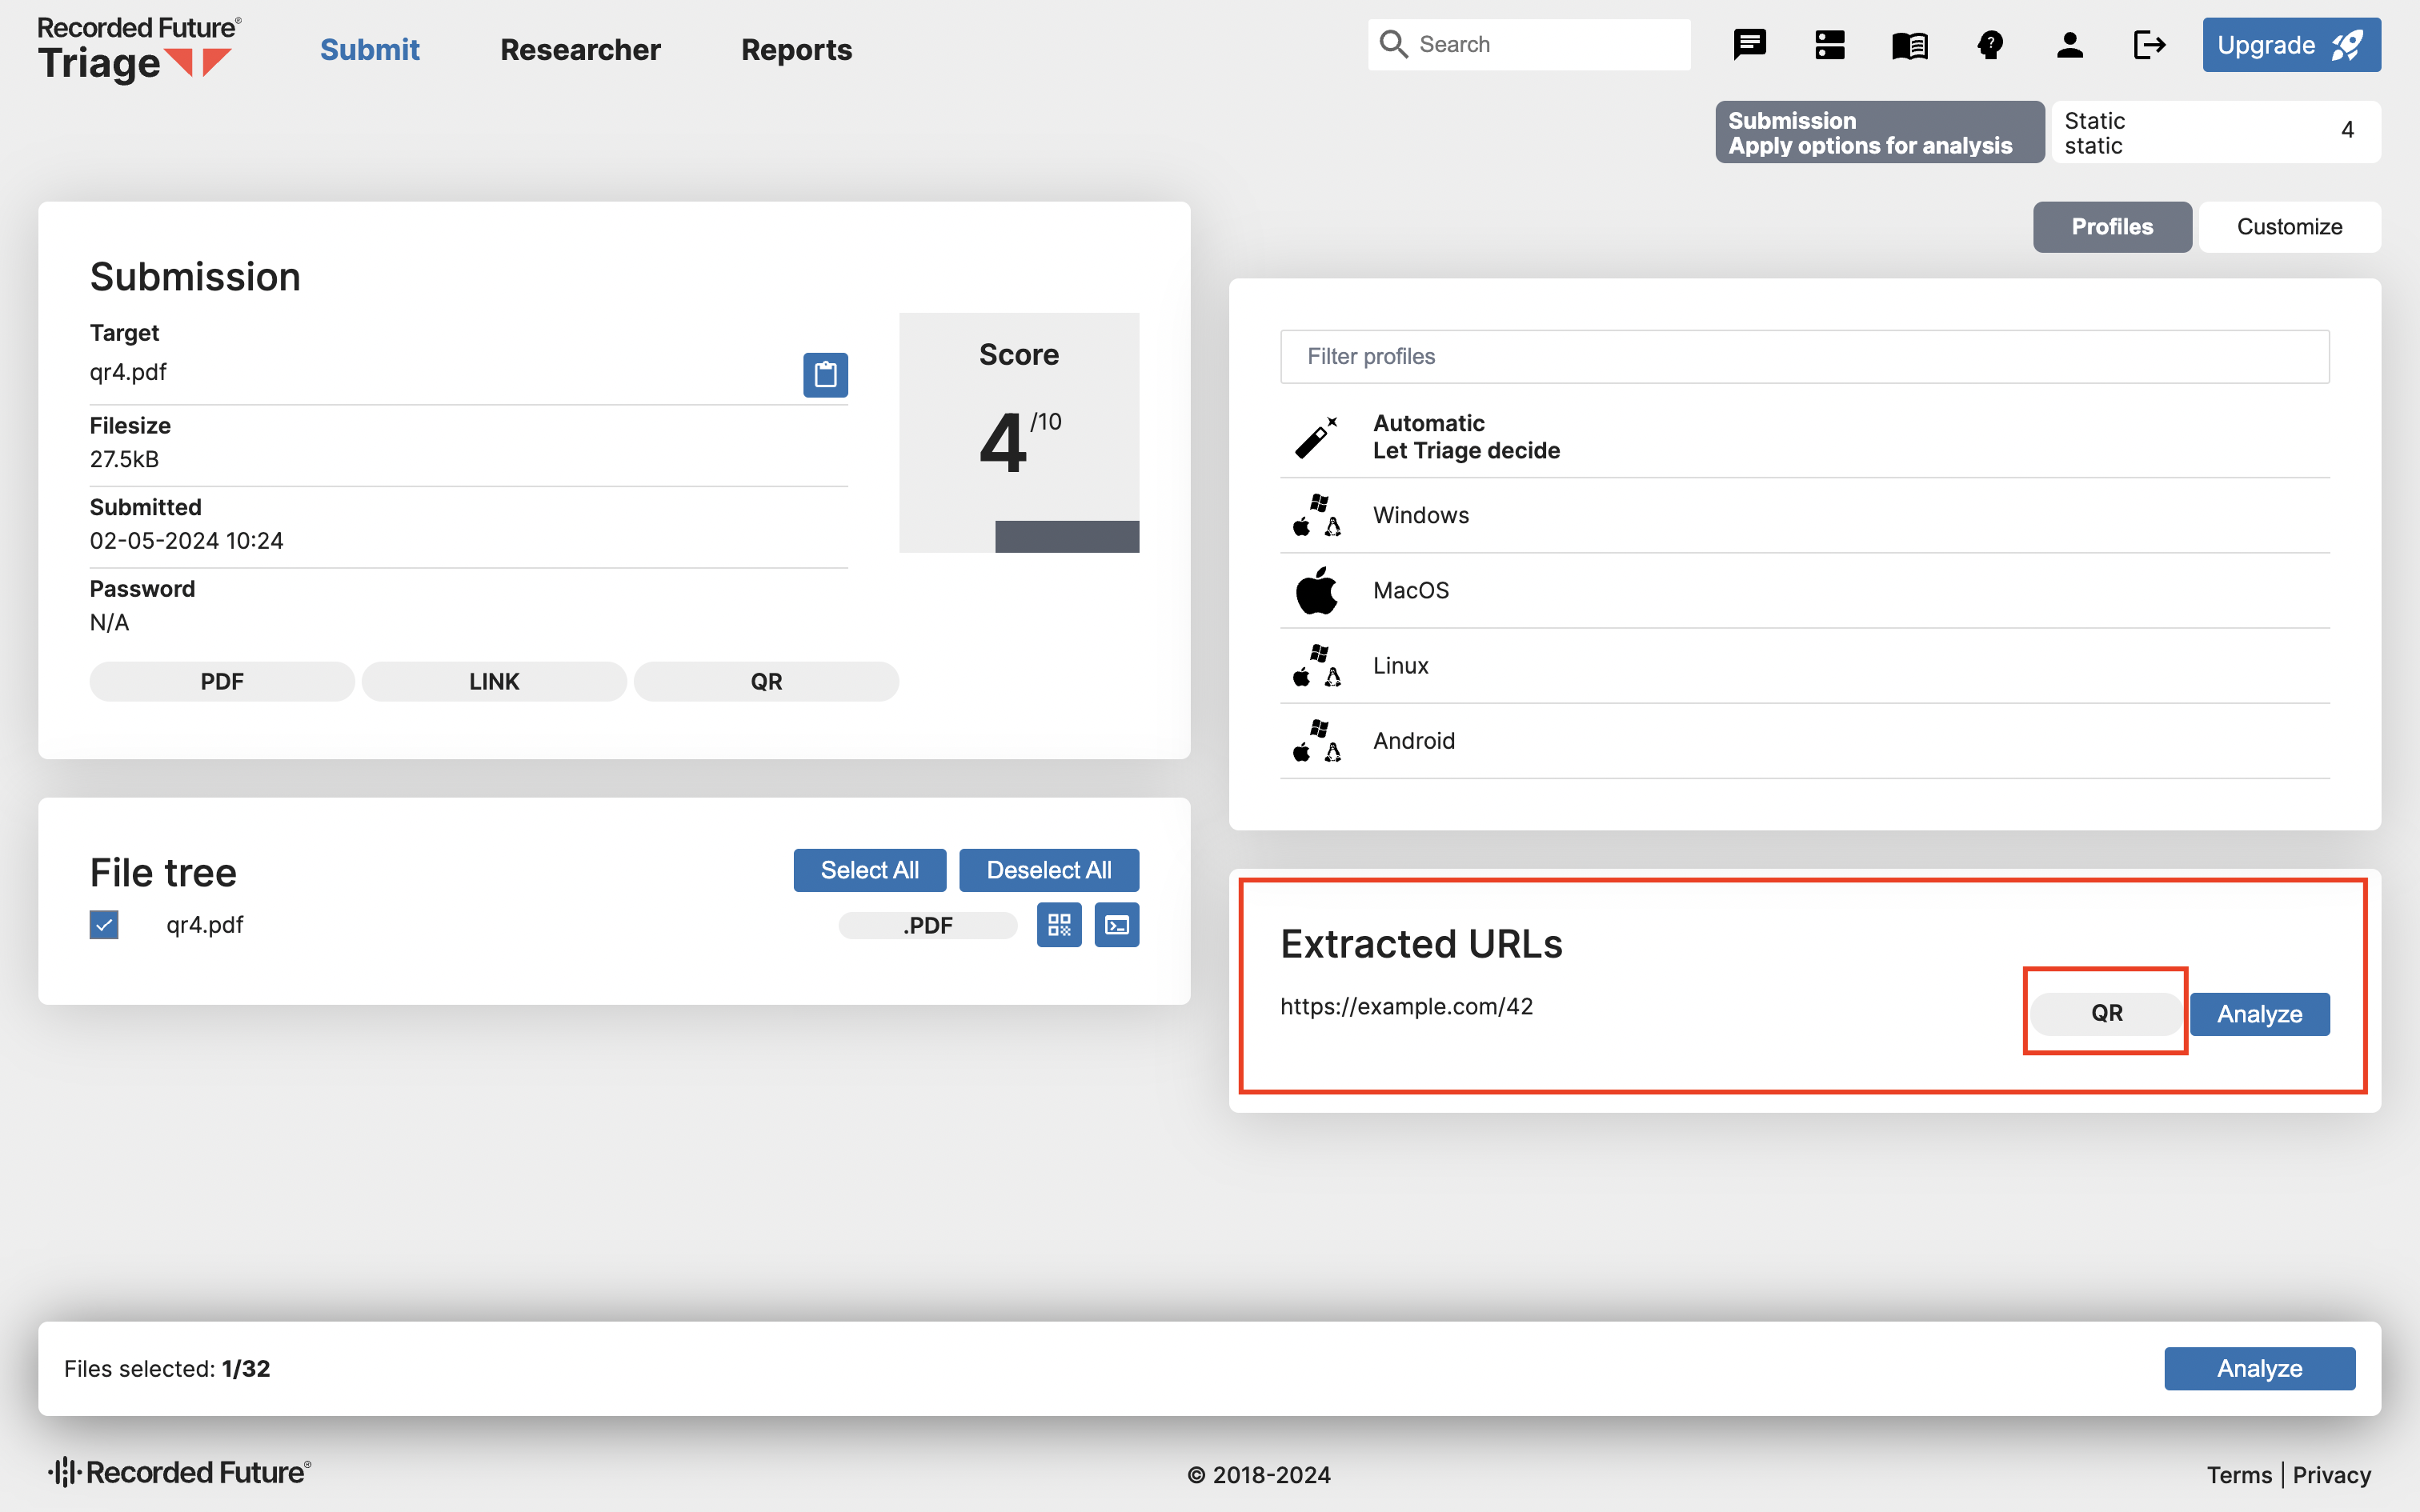 Recorded Future®
Triage
Submit
Researcher
Reports
Search
Upgrade
Submission
Apply options for analysis
Static
static
4
Profiles
Customize
Submission
Target
qr4.pdf
Filesize
27.5kB
Submitted
02-05-2024 10:24
Password
N/A
PDF
LINK
QR
Score
4/10
Filter profiles
Automatic
Let Triage decide
Windows
MacOS
Linux
Android
File tree
Select All
Deselect All
qr4.pdf
.PDF
Extracted URLs
https://example.com/42
QR
Analyze
Files selected: 1/32
Analyze
Recorded Future®
© 2018-2024
Terms | Privacy